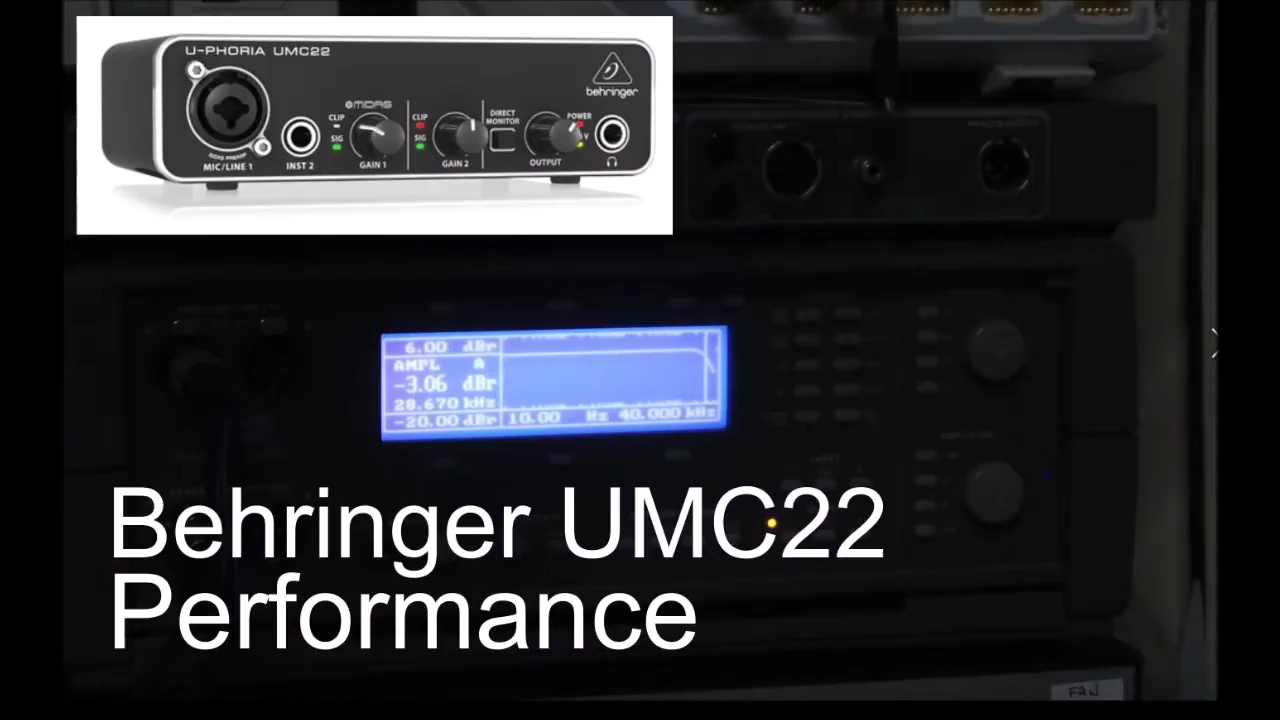 U-PHORIA UMC22
behringer
MIDAS
CLIP
SIG
CLIP
SIG
DIRECT
MONITOR
POWER
MIC/LINE 1
INST 2
GAIN 1
GAIN 2
OUTPUT
6.00 dBr
AMPL A
-3.06 dBr
28.670 kHz
-20.00 dBr 10.00 Hz 40.000 kHz
Behringer UMC22
Performance
FAN